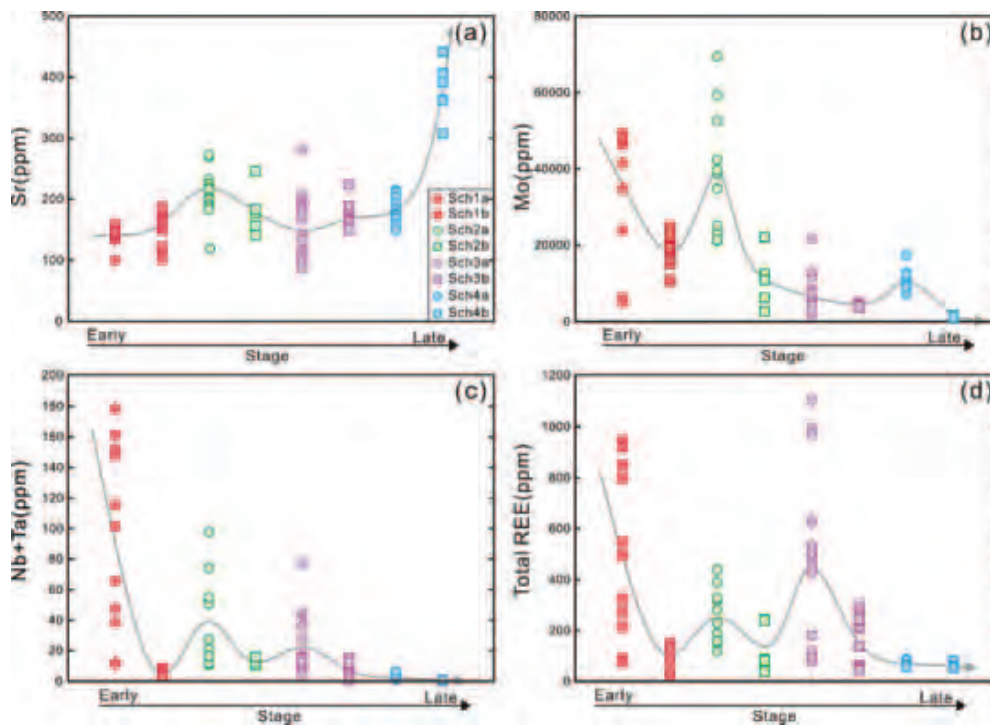 (a)
500
400
300
200
100
0
Sr(ppm)
Sch1a
Sch1b
Sch2a
Sch2b
Sch3a
Sch3b
Sch4a
Sch4b
Early
Late
Stage
(b)
80000
60000
40000
20000
0
Mo(ppm)
Early
Late
Stage
(c)
200
180
160
140
120
100
80
60
40
20
0
Nb+Ta(ppm)
Early
Late
Stage
(d)
1200
1000
800
600
400
200
0
Total REE(ppm)
Early
Late
Stage